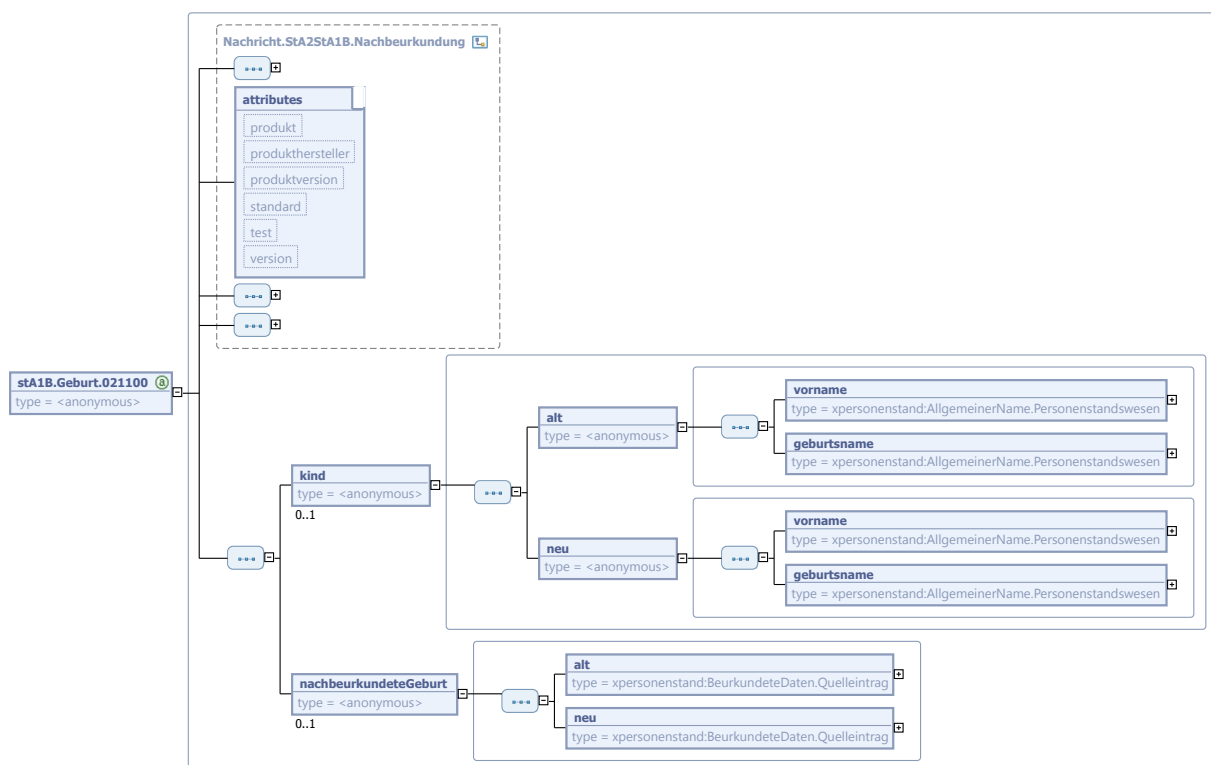 Nachricht.StA2StA1B.Nachbeurkundung
attributes
produkt
produkthersteller
produktversion
standard
test
version
stA1B.Geburt.021100 a
type = <anonymous>
kind
type = <anonymous>
0..1
alt
type = <anonymous>
vorname
type = xpersonenstand:AllgemeinerName.Personenstandswesen
geburtsname
type = xpersonenstand:AllgemeinerName.Personenstandswesen
neu
type = <anonymous>
vorname
type = xpersonenstand:AllgemeinerName.Personenstandswesen
geburtsname
type = xpersonenstand:AllgemeinerName.Personenstandswesen
nachbeurkundeteGeburt
type = <anonymous>
0..1
alt
type = xpersonenstand:BeurkundeteDaten.Quelleintrag
neu
type = xpersonenstand:BeurkundeteDaten.Quelleintrag